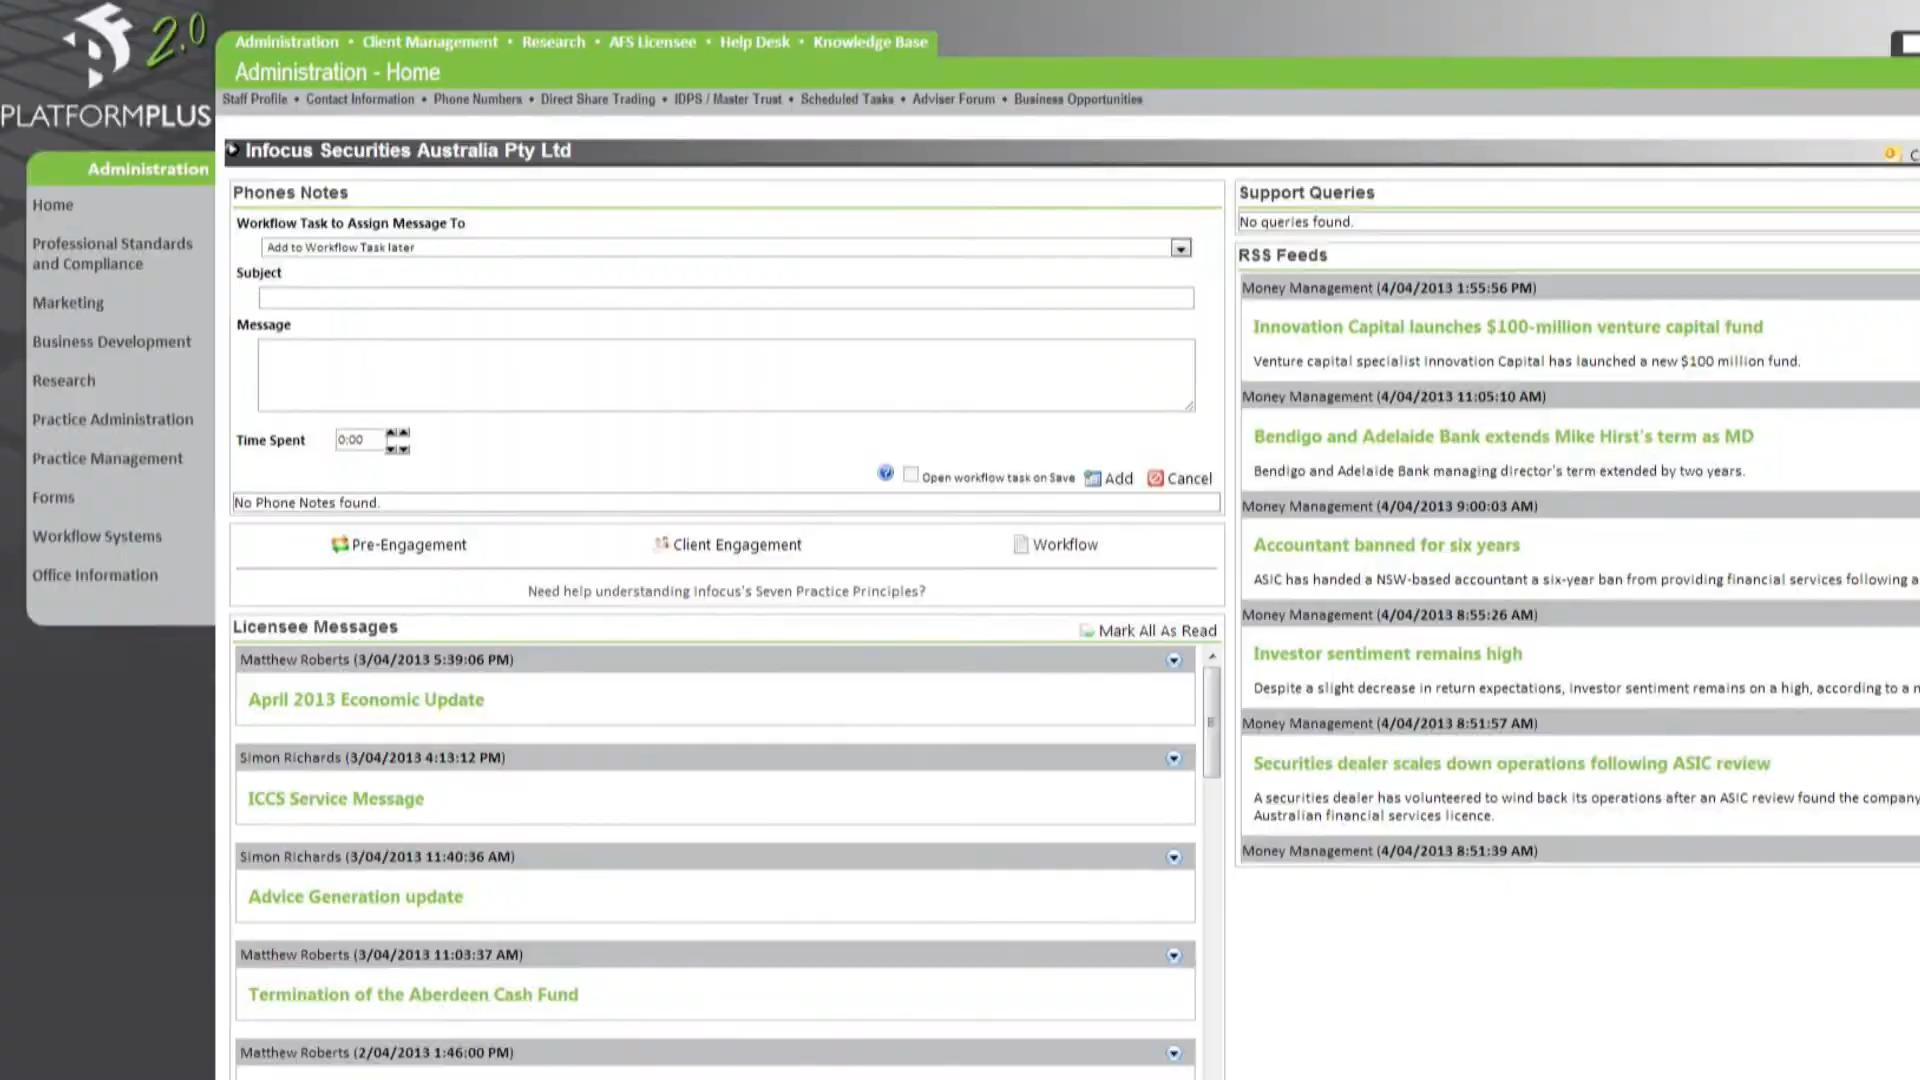 2.0
PLATFORMPLUS
Administration • Client Management • Research • AFS Licensee • Help Desk • Knowledge Base
Administration - Home
Staff Profile • Contact Information • Phone Numbers • Direct Share Trading • IDPS / Master Trust • Scheduled Tasks • Adviser Forum • Business Opportunities
Administration
Home
Professional Standards
and Compliance
Marketing
Business Development
Research
Practice Administration
Practice Management
Forms
Workflow Systems
Office Information
Infocus Securities Australia Pty Ltd
Phones Notes
Workflow Task to Assign Message To
Add to Workflow Task later
Subject
Message
Time Spent 0:00
Open workflow task on Save Add Cancel
No Phone Notes found.
Pre-Engagement Client Engagement Workflow
Need help understanding Infocus's Seven Practice Principles?
Licensee Messages Mark All As Read
Matthew Roberts (3/04/2013 5:39:06 PM)
April 2013 Economic Update
Simon Richards (3/04/2013 4:13:12 PM)
ICCS Service Message
Simon Richards (3/04/2013 11:40:36 AM)
Advice Generation update
Matthew Roberts (3/04/2013 11:03:37 AM)
Termination of the Aberdeen Cash Fund
Matthew Roberts (2/04/2013 1:46:00 PM)
Support Queries
No queries found.
RSS Feeds
Money Management (4/04/2013 1:55:56 PM)
Innovation Capital launches $100-million venture capital fund
Venture capital specialist Innovation Capital has launched a new $100 million fund.
Money Management (4/04/2013 11:05:10 AM)
Bendigo and Adelaide Bank extends Mike Hirst's term as MD
Bendigo and Adelaide Bank managing director's term extended by two years.
Money Management (4/04/2013 9:00:03 AM)
Accountant banned for six years
ASIC has handed a NSW-based accountant a six-year ban from providing financial services following a
Money Management (4/04/2013 8:55:26 AM)
Investor sentiment remains high
Despite a slight decrease in return expectations, investor sentiment remains on a high, according to a
Money Management (4/04/2013 8:51:57 AM)
Securities dealer scales down operations following ASIC review
A securities dealer has volunteered to wind back its operations after an ASIC review found the company
Australian financial services licence.
Money Management (4/04/2013 8:51:39 AM)